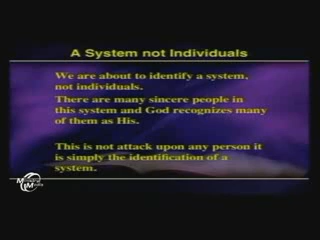 A System not Individuals
We are about to identify a system,
not individuals.
There are many sincere people in
this system and God recognizes many
of them as His.
This is not attack upon any person it
is simply the identification of a
system.